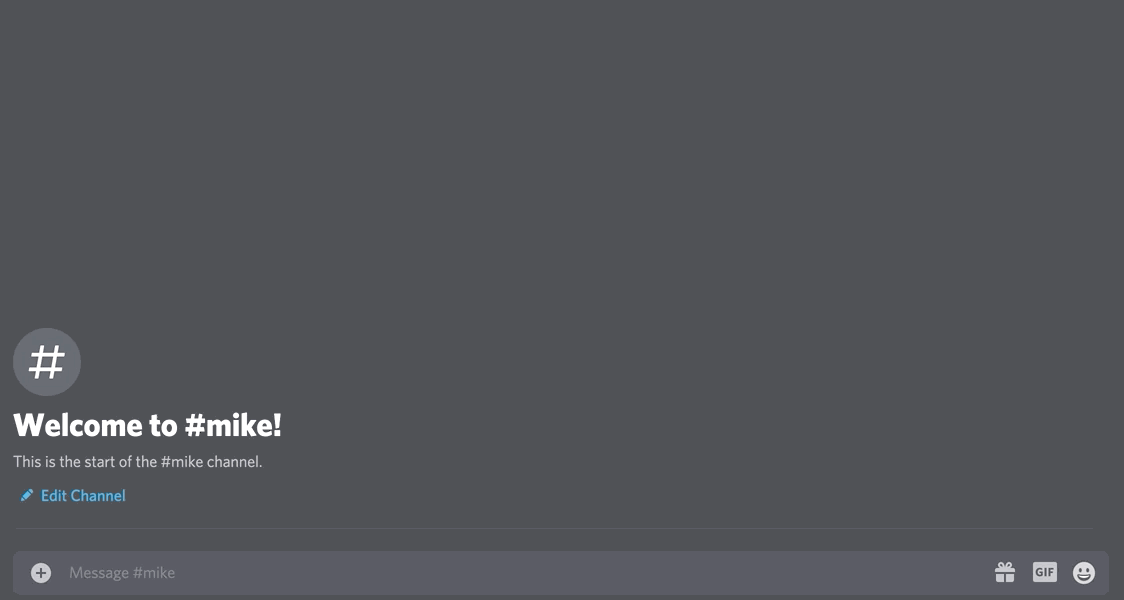 #
Welcome to #mike!
This is the start of the #mike channel.
Edit Channel
Message #mike
GIF